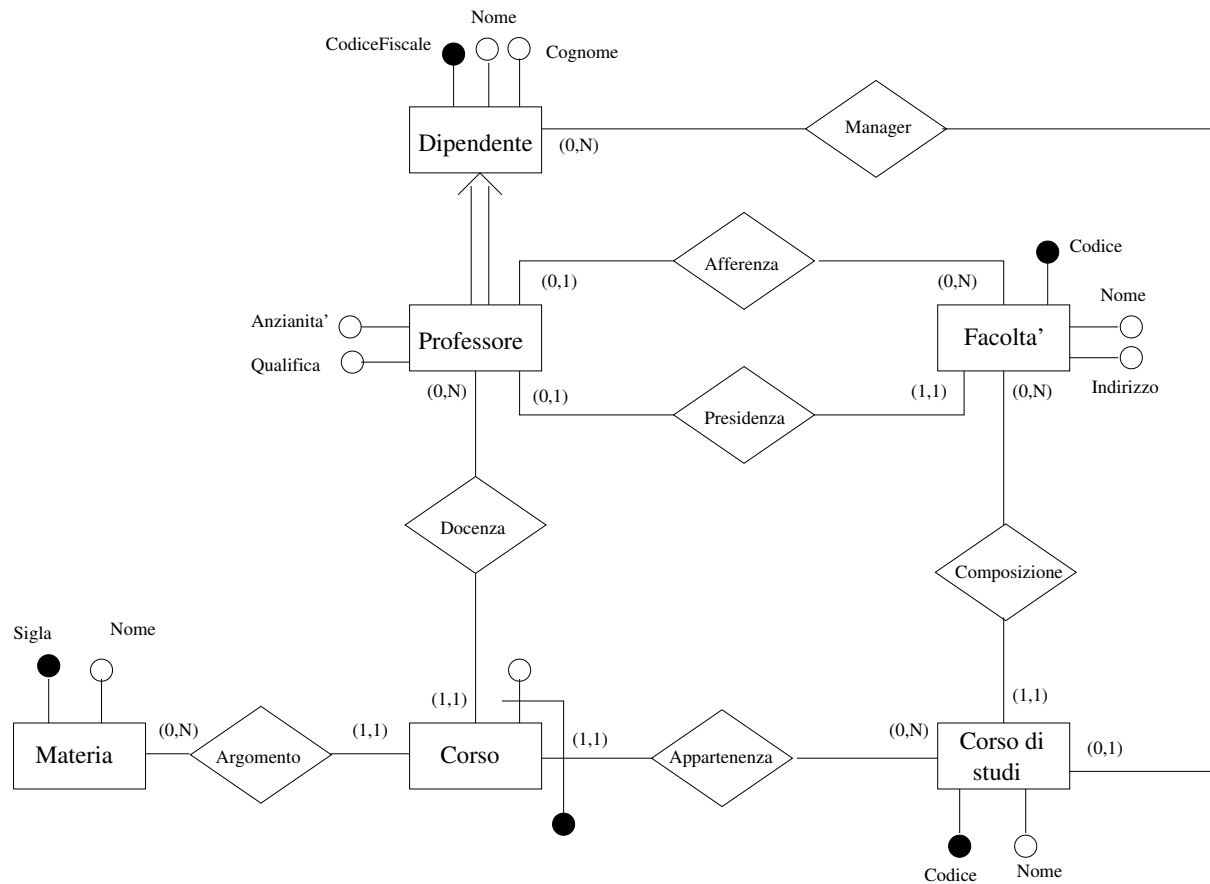 Nome
CodiceFiscale
Cognome
Dipendente
(0,N)
Manager
Afferenza
(0,1)
(0,N)
Codice
Nome
Indirizzo
Anzianita'
Qualifica
Professore
Facolta'
(0,N)
(0,1)
Presidenza
(1,1)
(0,N)
Docenza
Composizione
Sigla
Nome
(1,1)
(1,1)
Materia
(0,N)
Argomento
(1,1)
Corso
(1,1)
Appartenenza
(0,N)
Corso di
studi
(0,1)
Codice
Nome